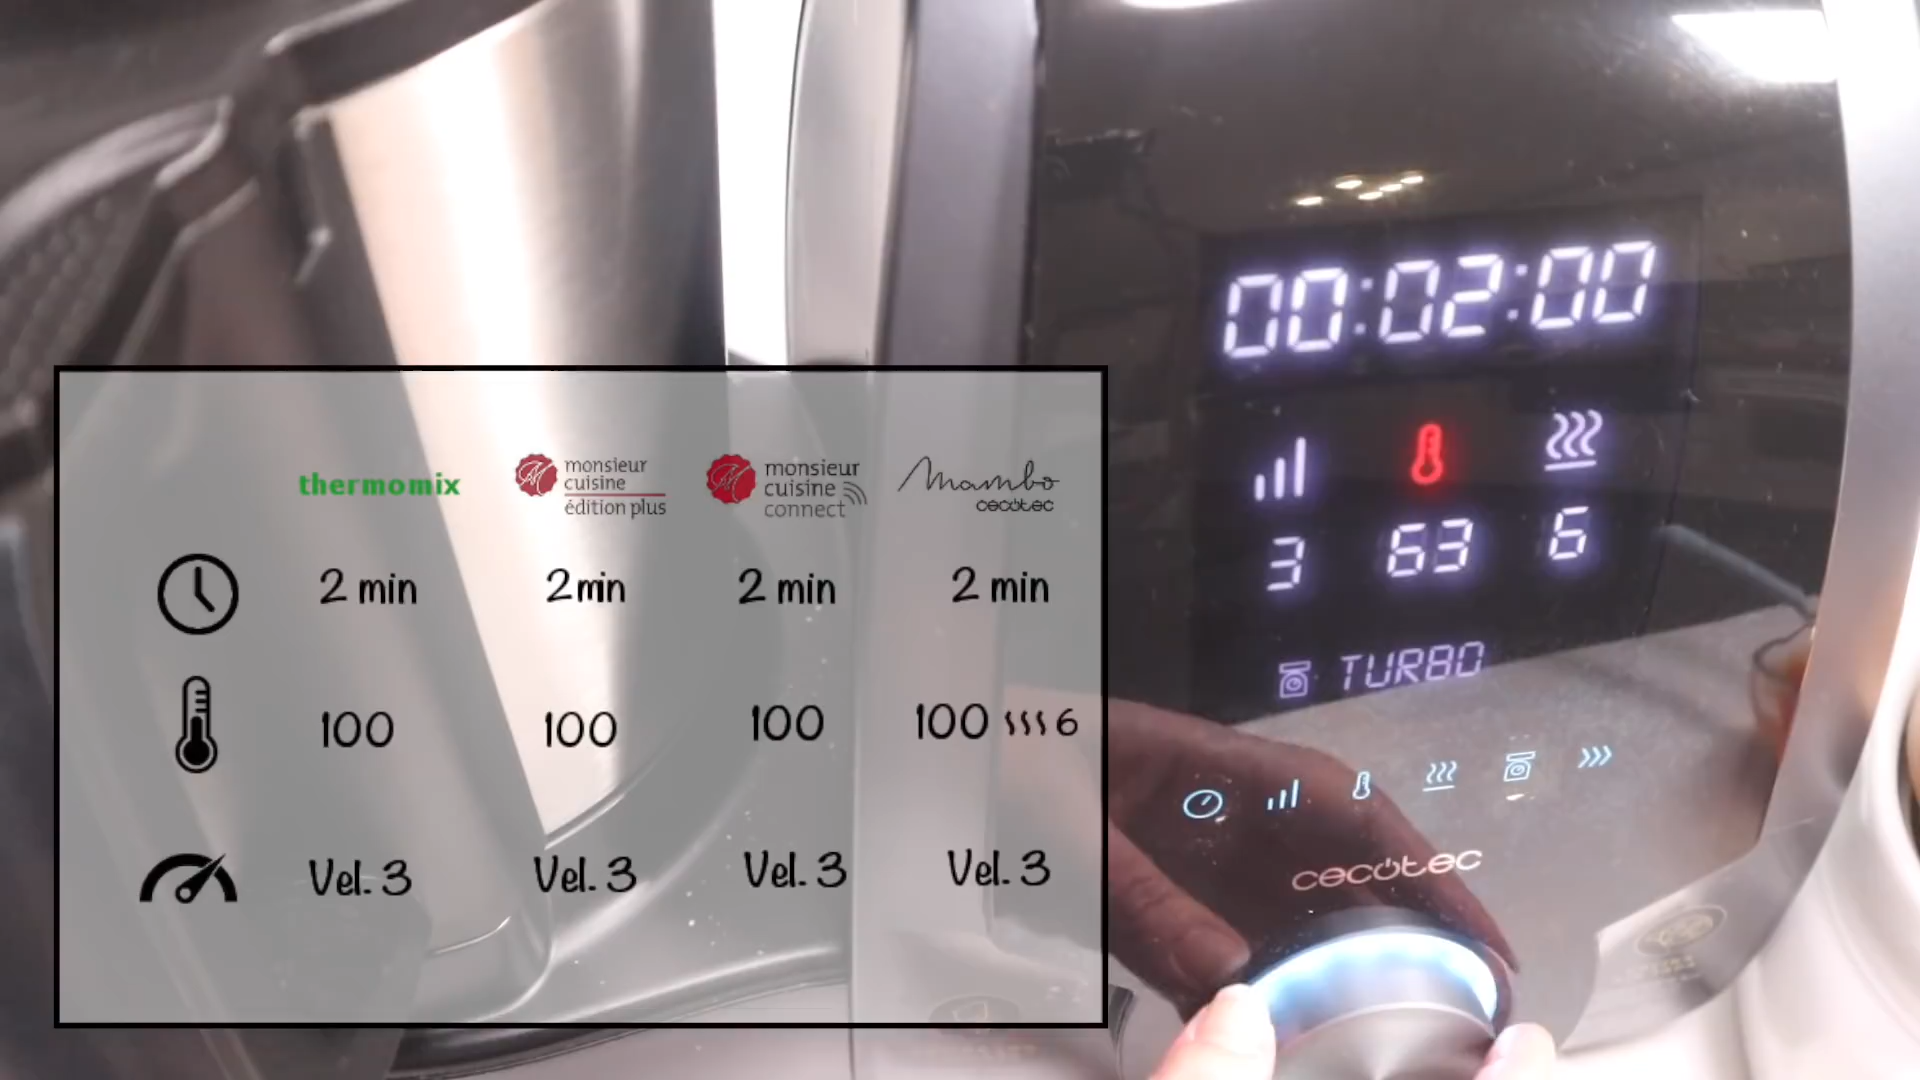 thermomix
monsieur
cuisine
édition plus
monsieur
cuisine
connect
Mambo
cecotec
2 min
2 min
2 min
2 min
100
100
100
100 6
Vel. 3
Vel. 3
Vel. 3
Vel. 3
00:02:00
3 63 6
TURBO
cecotec